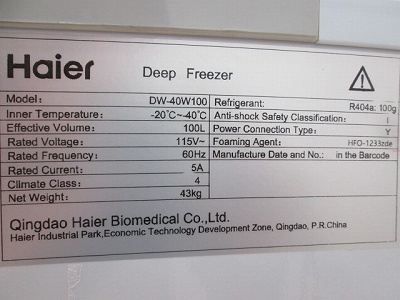 Haier Deep Freezer
Model: DW-40W100 Refrigerant: R404a: 100g
Inner Temperature: -20℃~-40℃ Anti-shock Safety Classification: I
Effective Volume: 100L Power Connection Type: Y
Rated Voltage: 115V~ Foaming Agent: HFO-1233zde
Rated Frequency: 60Hz Manufacture Date and No.: in the Barcode
Rated Current: 5A
Climate Class: 4
Net Weight: 43kg
Qingdao Haier Biomedical Co.,Ltd.
Haier Industrial Park,Economic Technology Development Zone, Qingdao, P.R.China